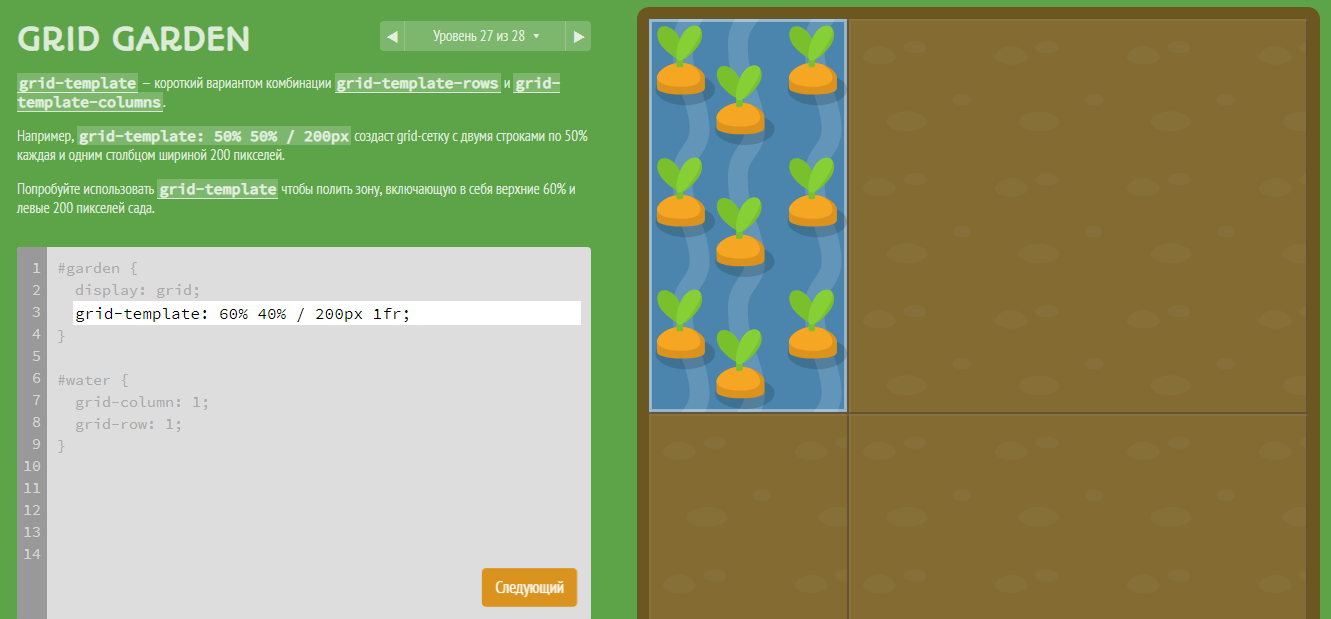 GRID GARDEN
◀ Уровень 27 из 28 ▾ ▶
grid-template — короткий вариантом комбинации grid-template-rows и grid-
template-columns.
Например, grid-template: 50% 50% / 200px создаст grid-сетку с двумя строками по 50%
каждая и одним столбцом шириной 200 пикселей.
Попробуйте использовать grid-template чтобы полить зону, включающую в себя верхние 60% и
левые 200 пикселей сада.
1 #garden {
2 display: grid;
3 grid-template: 60% 40% / 200px 1fr;
4 }
5
6 #water {
7 grid-column: 1;
8 grid-row: 1;
9 }
10
11
12
13
14
Следующий